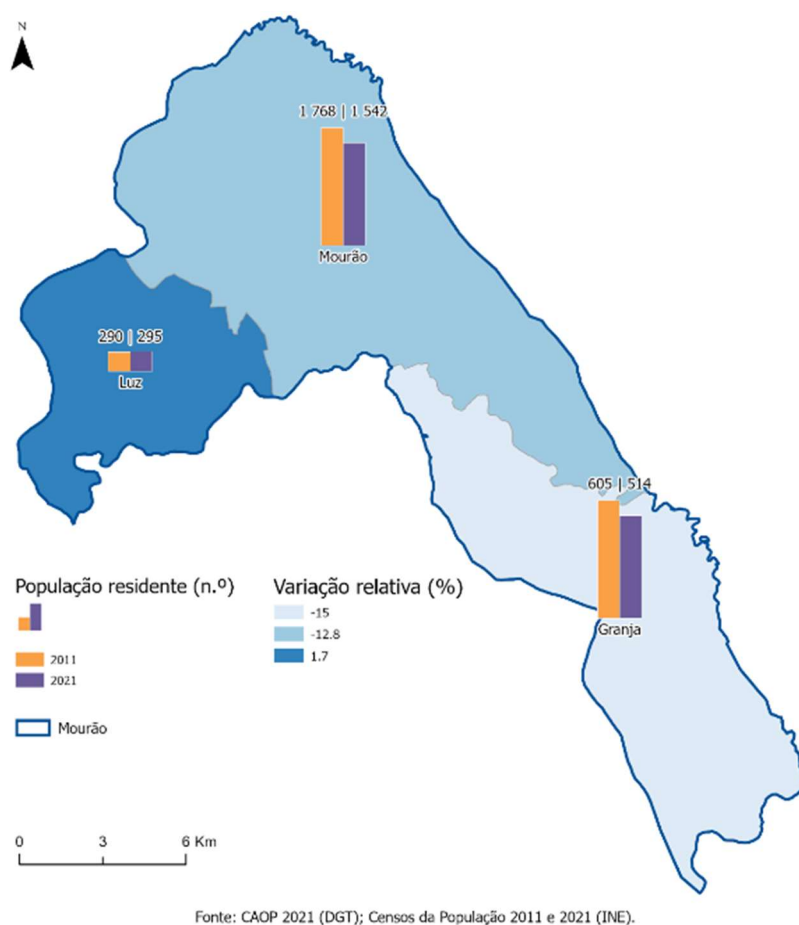 N
1 768 | 1 542
Mourão
290 | 295
Luz
605 | 514
Granja
População residente (n.º)
2011
2021
Mourão
Variação relativa (%)
-15
-12.8
1.7
0 3 6 Km
Fonte: CAOP 2021 (DGT); Censos da População 2011 e 2021 (INE).